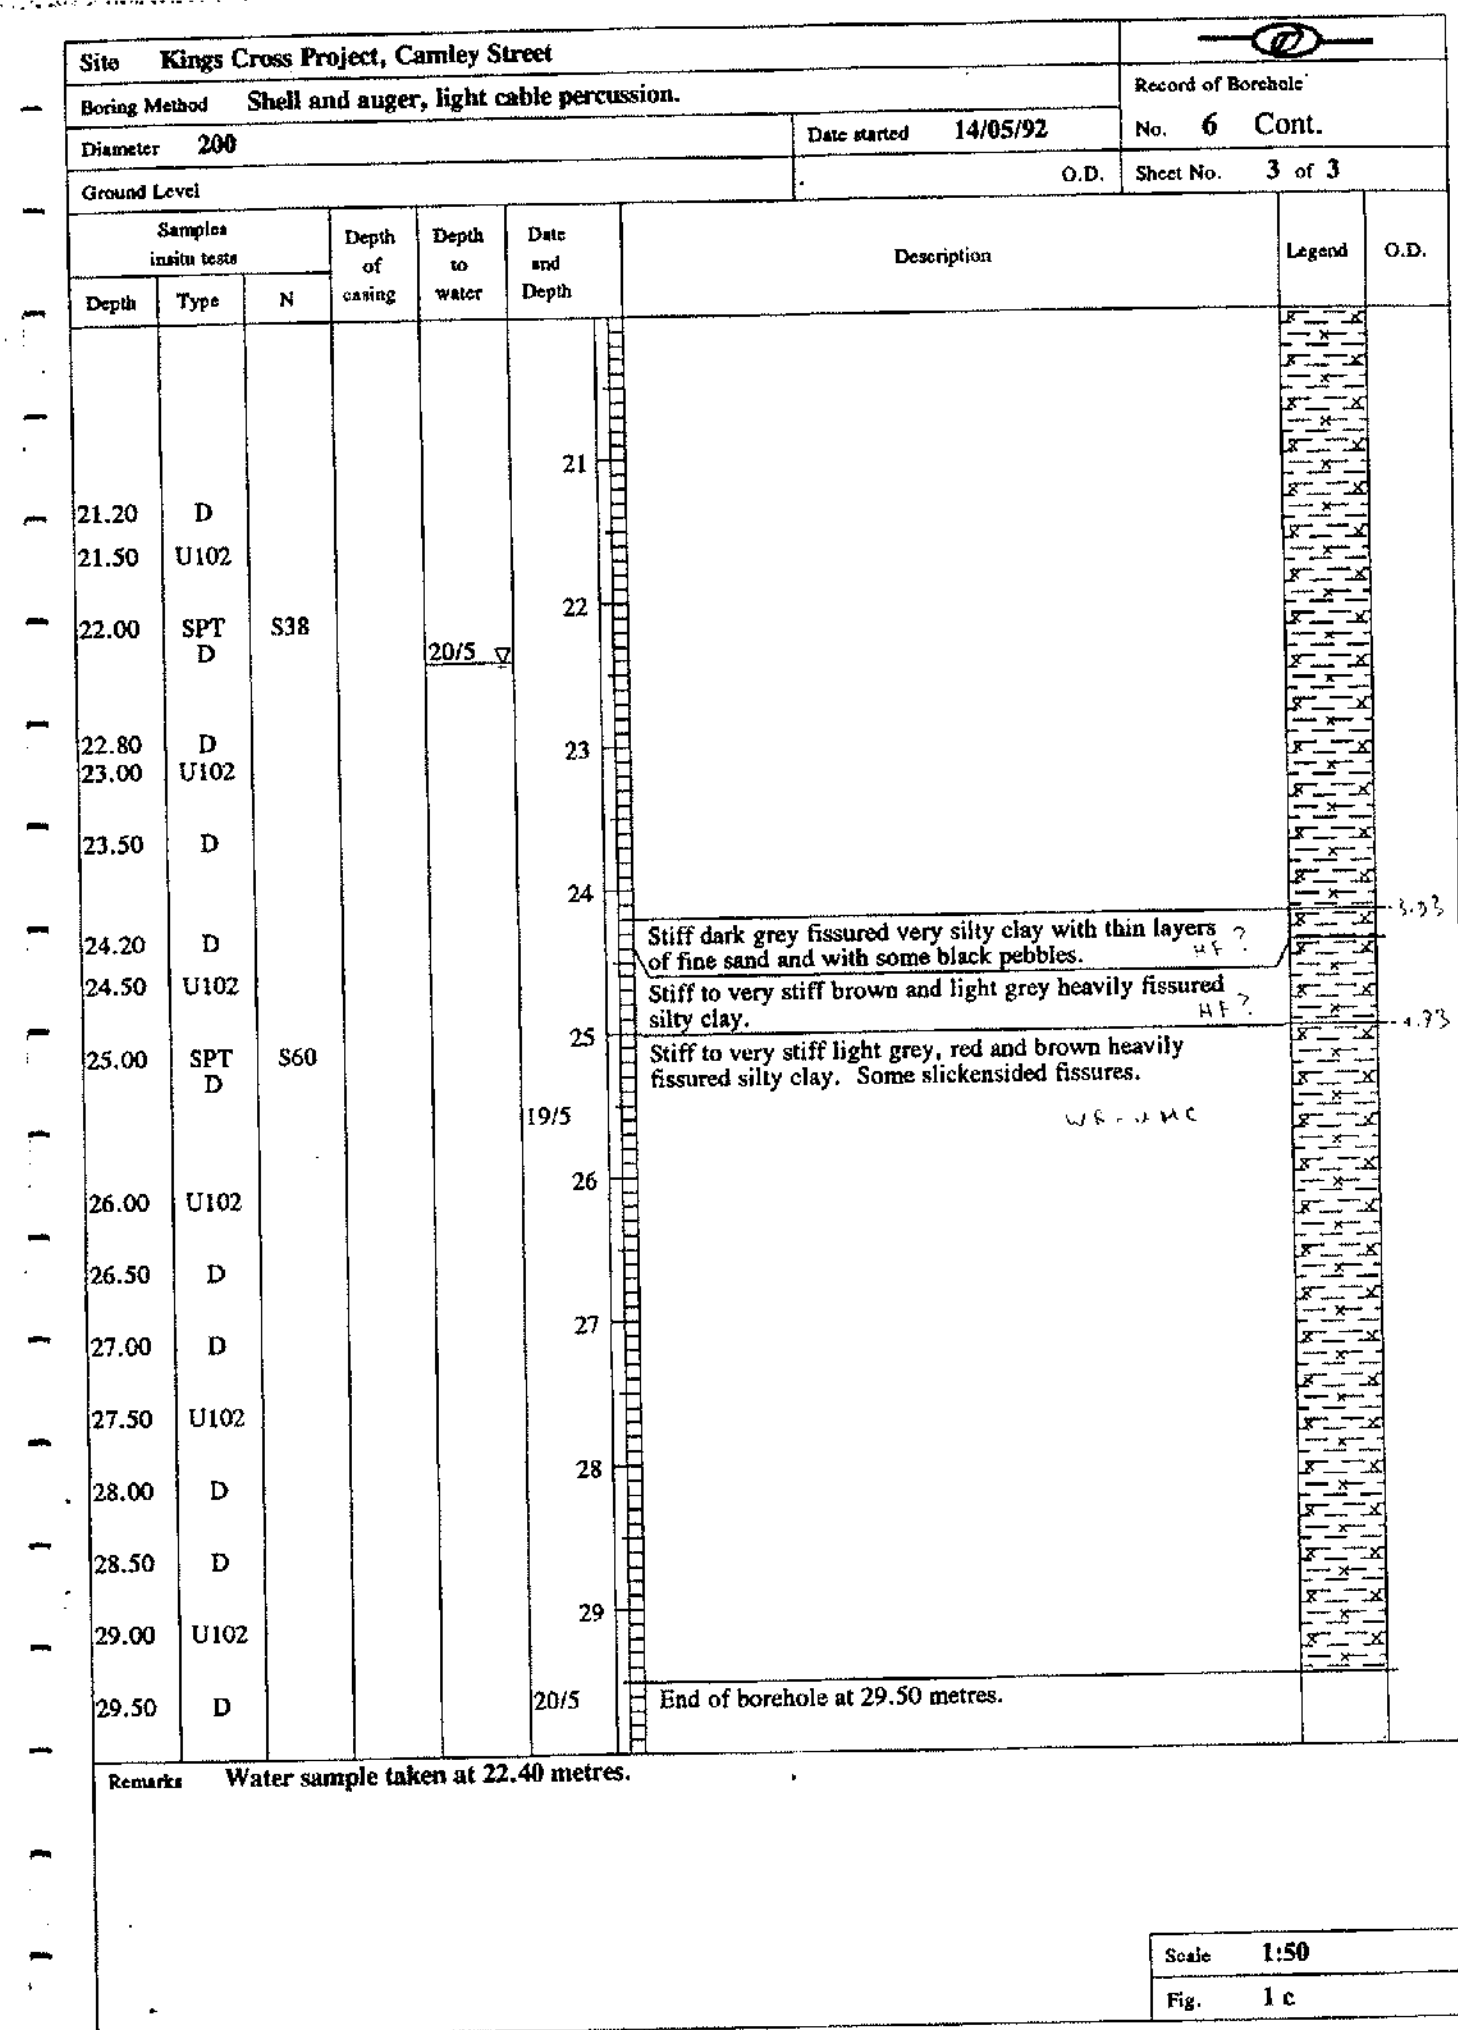 Site Kings Cross Project, Camley Street
Boring Method Shell and auger, light cable percussion.
Record of Borehole
Diameter 200
Date started 14/05/92
No. 6 Cont.
Ground Level
O.D.
Sheet No. 3 of 3
Samples
insitu tests
Depth Type N
Depth
of
casing
Depth
to
water
Date
and
Depth
Description
Legend
O.D.
21
21.20 D
21.50 U102
22
22.00 SPT S38
D
20/5
22.80 D
23
23.00 U102
23.50 D
24
Stiff dark grey fissured very silty clay with thin layers
of fine sand and with some black pebbles.
HF ?
24.20 D
24.50 U102
Stiff to very stiff brown and light grey heavily fissured
silty clay.
HF ?
25
25.00 SPT S60
D
Stiff to very stiff light grey, red and brown heavily
fissured silty clay. Some slickensided fissures.
19/5
26
26.00 U102
26.50 D
27
27.00 D
27.50 U102
28
28.00 D
28.50 D
29
29.00 U102
29.50 D
20/5
End of borehole at 29.50 metres.
Remarks Water sample taken at 22.40 metres.
Scale 1:50
Fig. 1 c